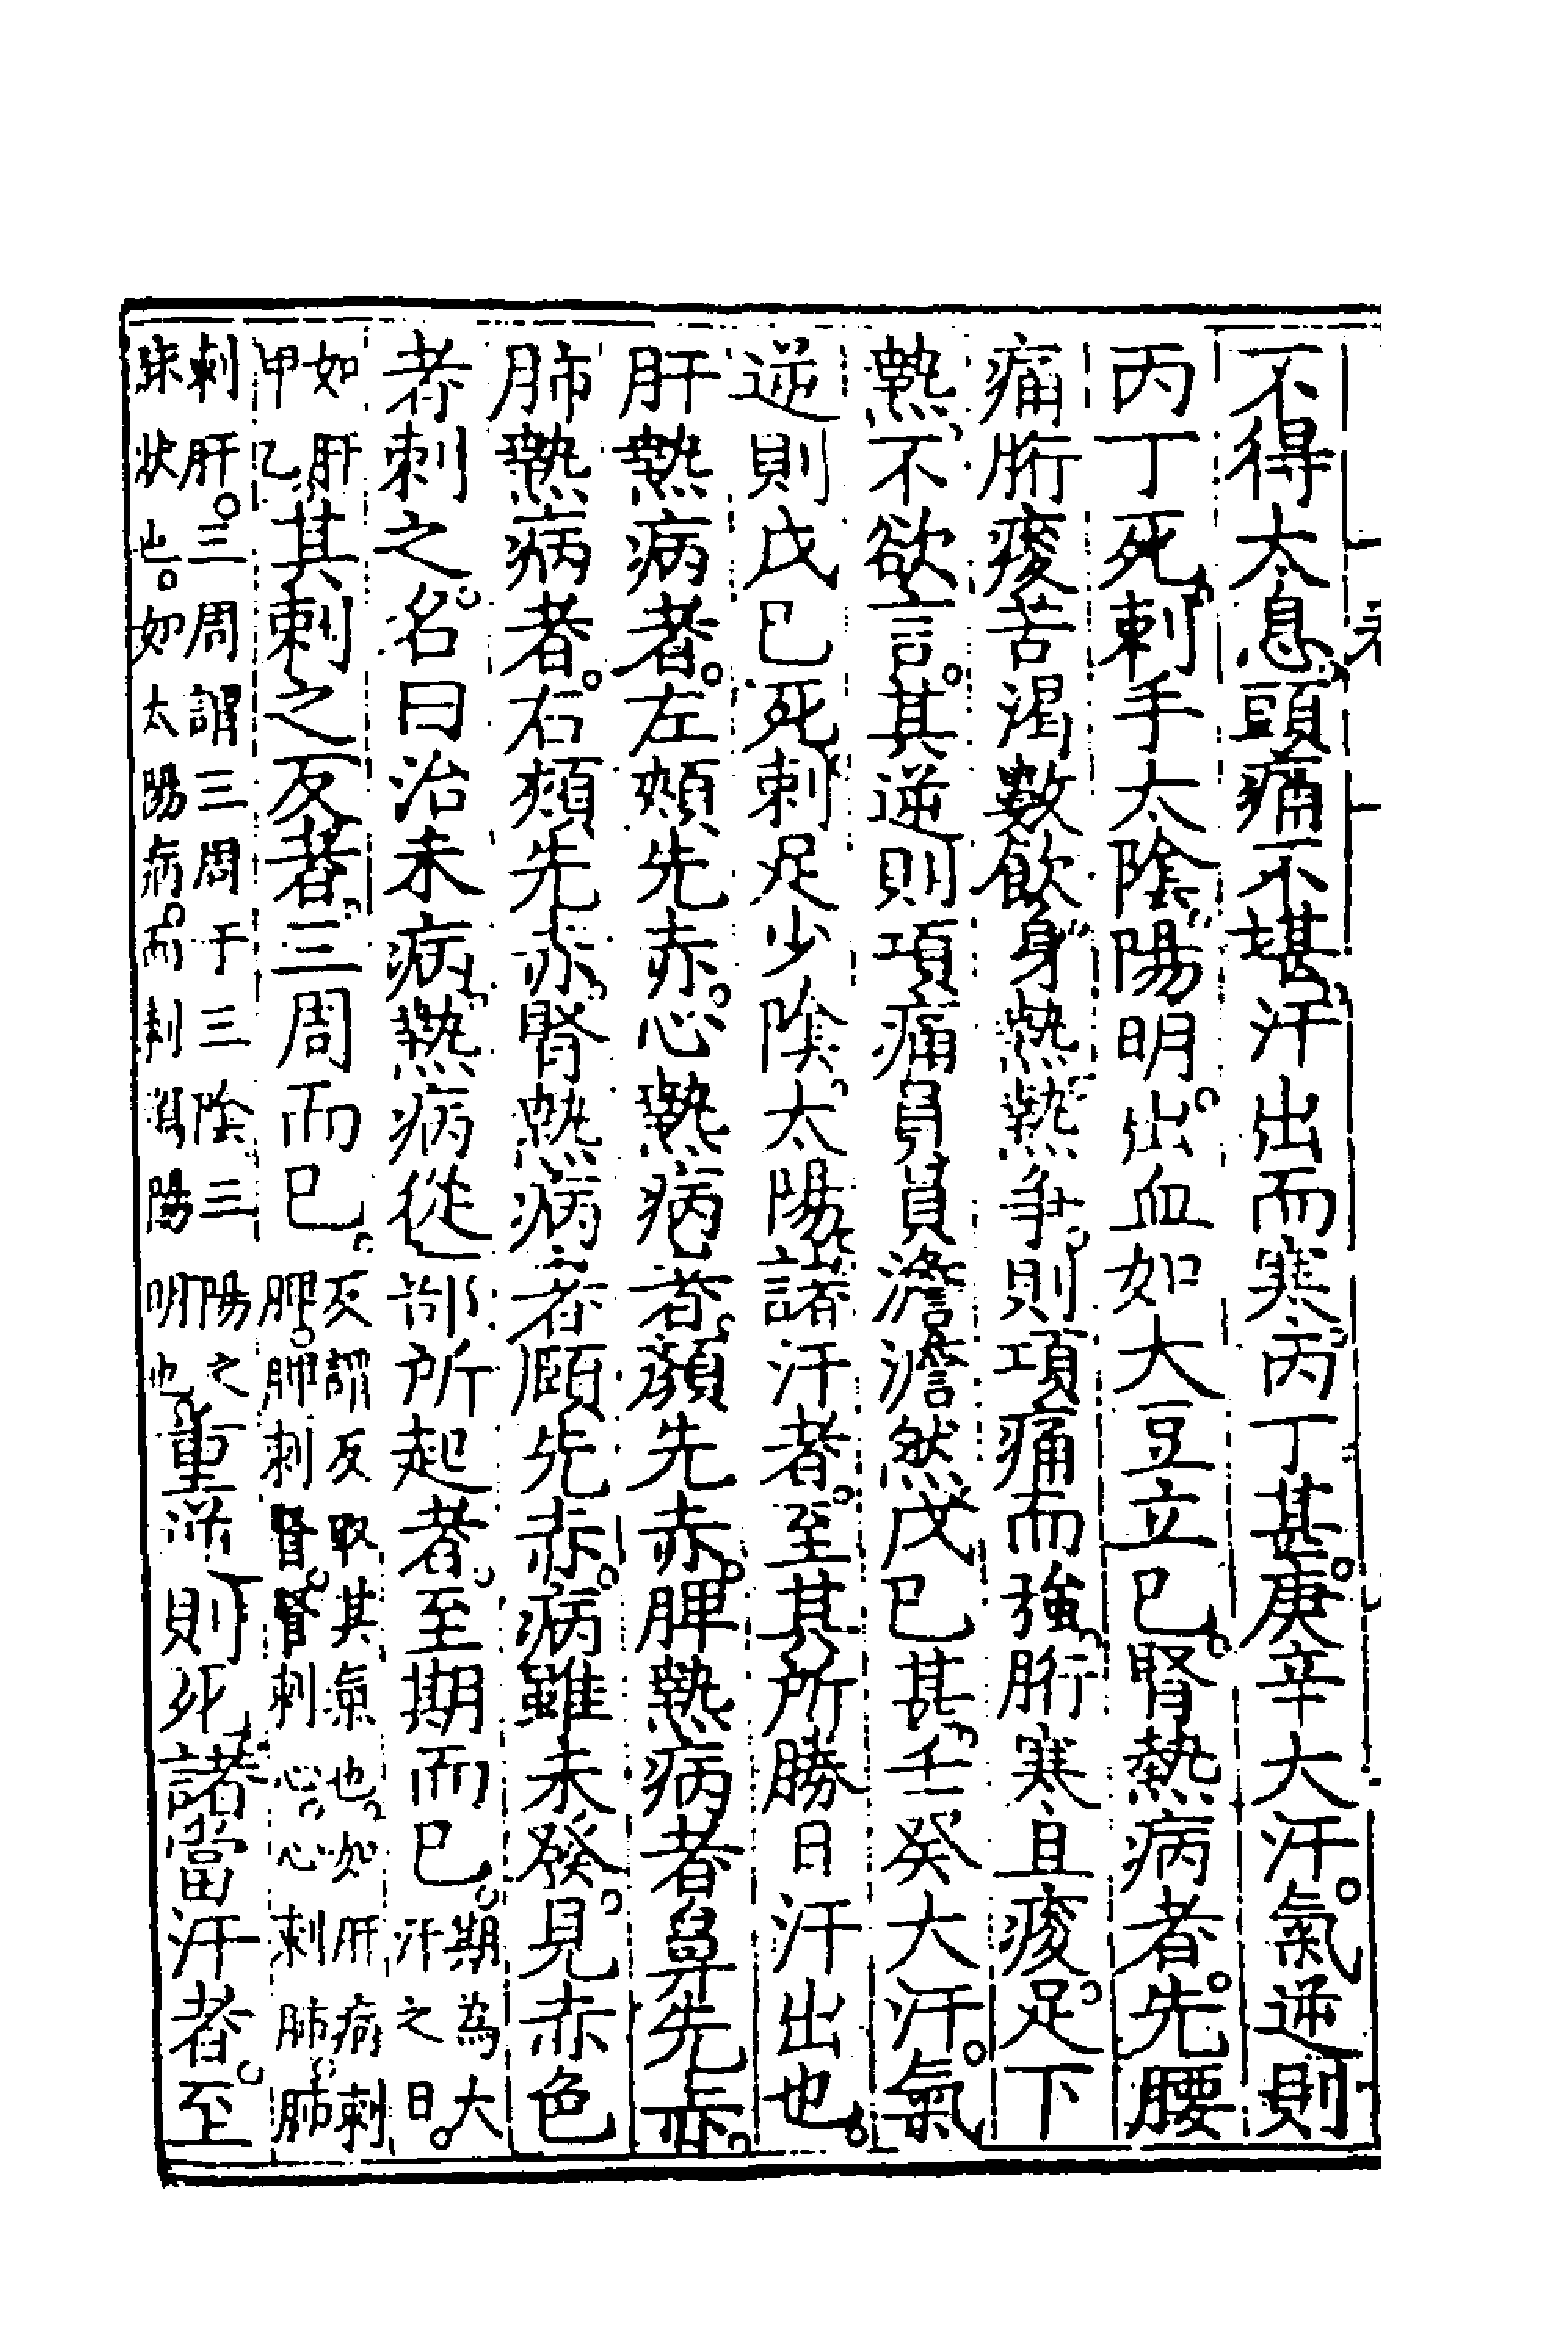 不得太息頭痛不堪汗出而寒丙丁甚庚辛大汗氣逆則
丙丁死刺手太陰陽明出血如大豆立已腎熱病者先腰
痛胻痠苦渴數飲身熱熱爭則項痛而強胻寒且痠足下
熱不欲言其逆則項痛員員澹澹然戊已甚壬癸大汗氣
逆則戊已死刺足少陰太陽諸汗者至其所勝日汗出也
肝熱病者左頰先赤心熱病者顏先赤脾熱病者鼻先赤
肺熱病者右頰先赤腎熱病者頤先赤病雖未發見赤色
者刺之名曰治未病熱病從部所起者至期而已期為大
汗之日
如肝
甲乙其刺之反者三周而已反謂反取其氣也如肝病刺
脾脾刺腎腎刺心心刺肺肺
刺肝三周謂三周于三陰三陽之
脉狀也如太陽病而刺瀉陽明也重逆則死諸當汗者至